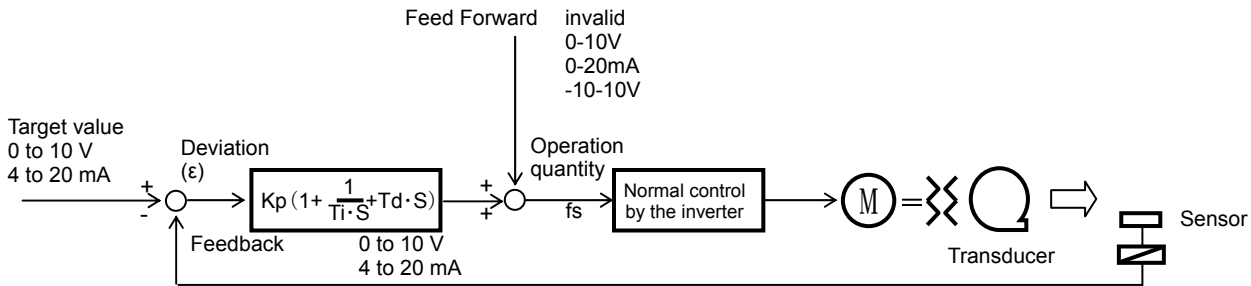 Feed Forward
invalid
0-10V
0-20mA
-10-10V
Target value
0 to 10 V
4 to 20 mA
+
-
Deviation
(ε)
Kp(1+ 1/Ti·S +Td·S)
+
+
Operation
quantity
fs
Normal control
by the inverter
M
=
Sensor
Transducer
Feedback
0 to 10 V
4 to 20 mA